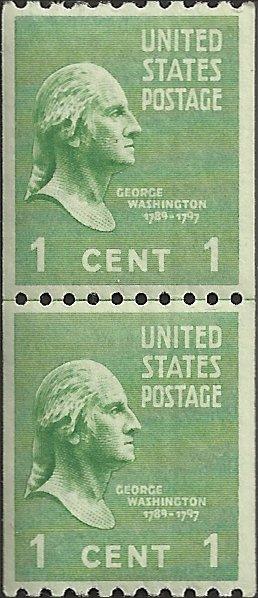 UNITED
STATES
POSTAGE
GEORGE
WASHINGTON
1789-1797
1 CENT 1
UNITED
STATES
POSTAGE
GEORGE
WASHINGTON
1789-1797
1 CENT 1